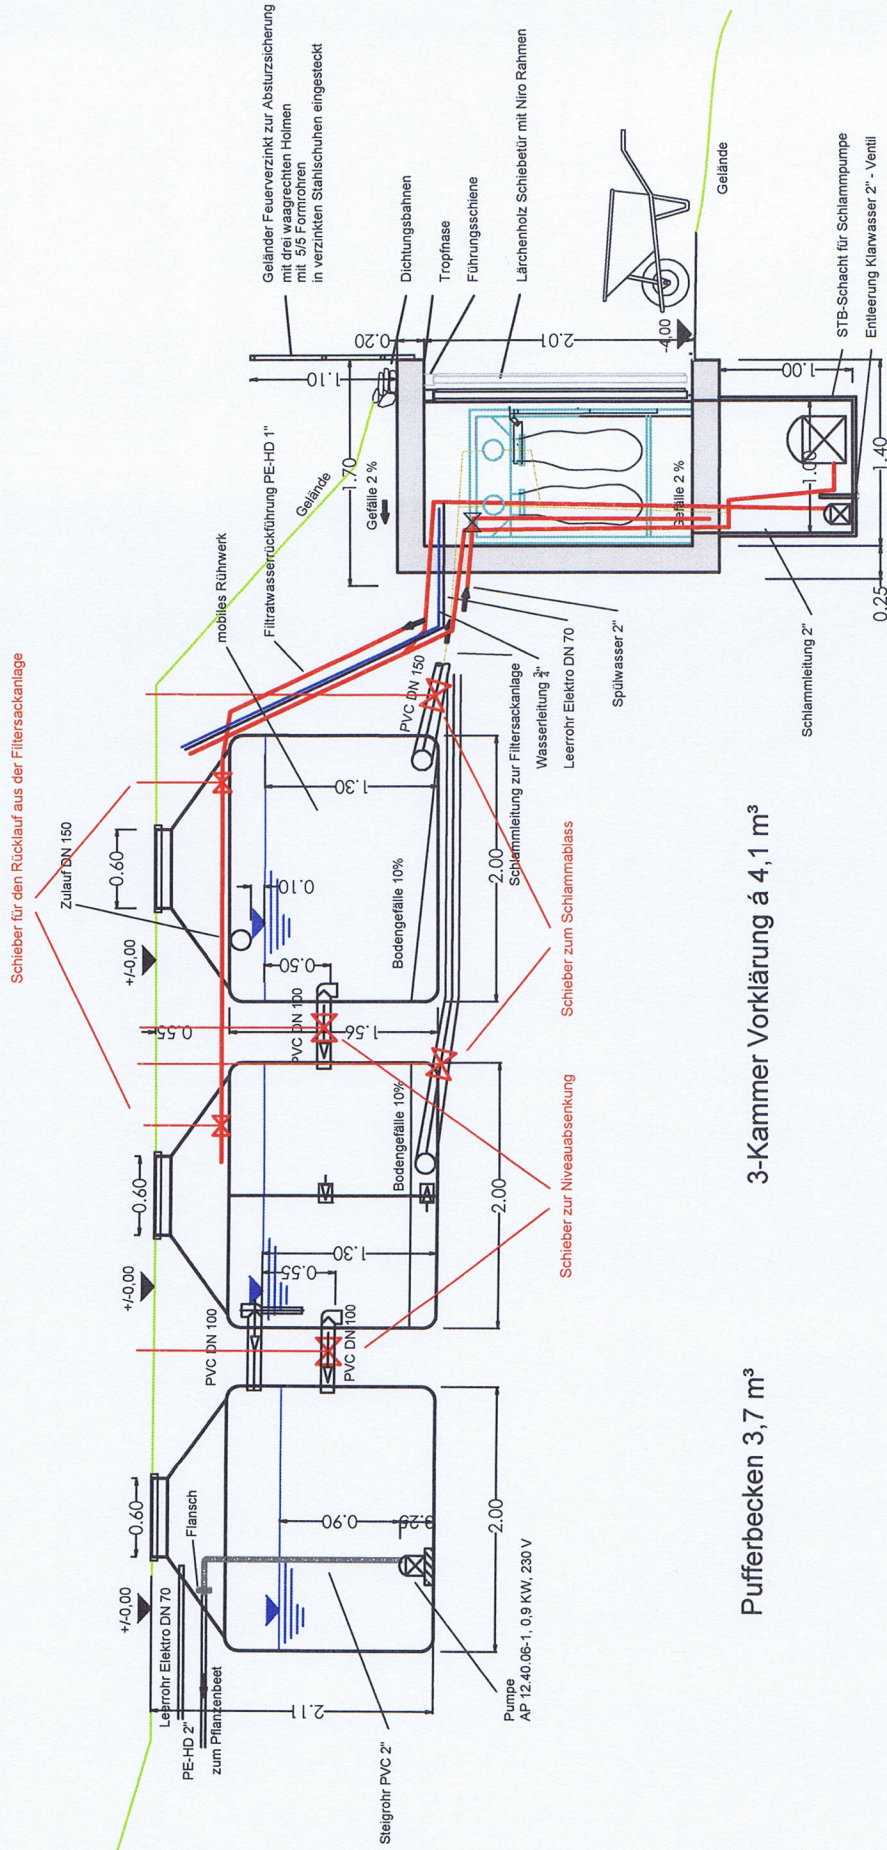 Schieber für den Rücklauf aus der Filtersackanlage
Geländer Feuerverzinkt zur Absturzsicherung
mit drei waagrechten Holmen
mit 5/5 Formrohren
in verzinkten Stahlschuhen eingesteckt
Dichtungsbahnen
Tropfnase
Führungsschiene
Lärchenholz Schiebetür mit Niro Rahmen
Gelände
STB-Schacht für Schlammpumpe
Entleerung Klarwasser 2" - Ventil
Gelände
Filtratwasserrückführung PE-HD 1"
mobiles Rührwerk
Zulauf DN 150
+/-0,00
+/-0,00
+/-0,00
0.60
0.60
0.60
Leerrohr Elektro DN 70
PE-HD 2"
zum Pflanzenbeet
Flansch
Steigrohr PVC 2"
Pumpe
AP 12.40.06-1, 0,9 KW, 230 V
2.11
0.90
0.25
2.00
PVC DN 100
PVC DN 100
0.55
1.30
Bodengefälle 10%
2.00
0.55
1.56
PVC DN 100
0.50
0.10
1.30
Bodengefälle 10%
2.00
PVC DN 150
Schlammleitung zur Filtersackanlage
Wasserleitung ¾"
Leerrohr Elektro DN 70
Spülwasser 2"
Schlammleitung 2"
Schieber zum Schlammablass
Schieber zur Niveauabsenkung
Gefälle 2 %
Gefälle 2 %
1.70
1.10
0.20
2.01
-4,00
1.00
1.00
1.40
0.25
Pufferbecken 3,7 m³
3-Kammer Vorklärung á 4,1 m³